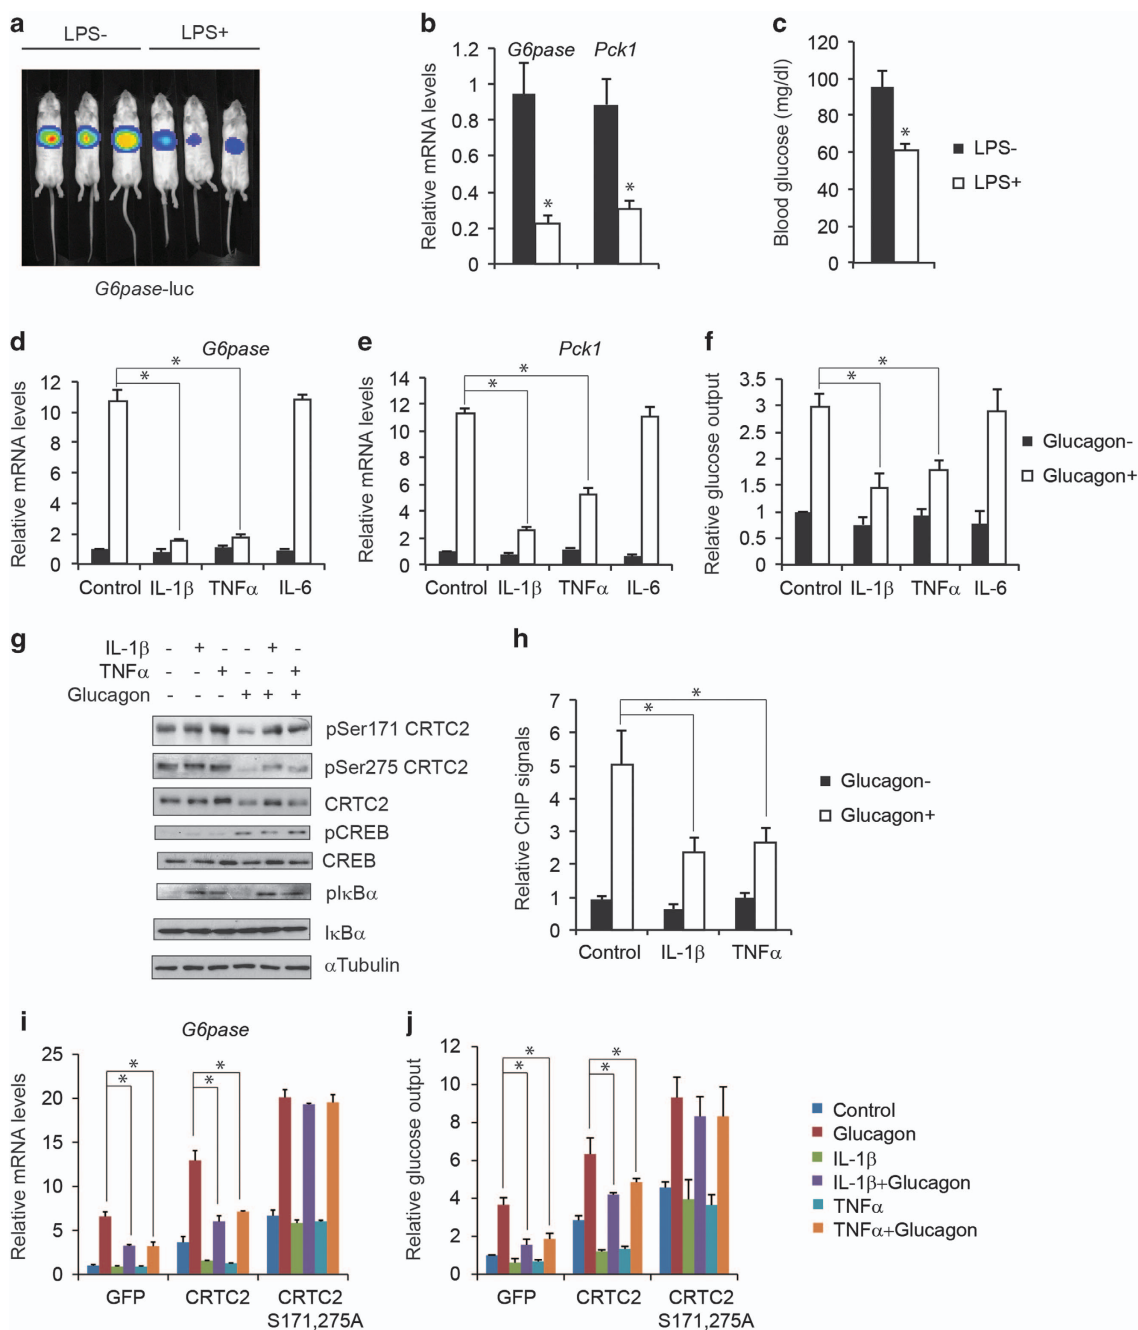 a
LPS- LPS+
G6pase-luc
b
G6pase Pck1
Relative mRNA levels
1.2
1
0.8
0.6
0.4
0.2
0
* *
c
Blood glucose (mg/dl)
120
100
80
60
40
20
0
*
LPS-
LPS+
d
G6pase
Relative mRNA levels
12
10
8
6
4
2
0
*
*
Control IL-1β TNFα IL-6
e
Pck1
Relative mRNA levels
14
12
10
8
6
4
2
0
*
*
Control IL-1β TNFα IL-6
f
Relative glucose output
3.5
3
2.5
2
1.5
1
0.5
0
*
*
Control IL-1β TNFα IL-6
Glucagon-
Glucagon+
g
IL-1β - + - - + -
TNFα - - + - - +
Glucagon - - - + + +
pSer171 CRTC2
pSer275 CRTC2
CRTC2
pCREB
CREB
pIκBα
IκBα
αTubulin
h
Relative ChIP signals
7
6
5
4
3
2
1
0
*
*
Control IL-1β TNFα
Glucagon-
Glucagon+
i
G6pase
Relative mRNA levels
25
20
15
10
5
0
* *
* *
GFP CRTC2 CRTC2
S171,275A
j
Relative glucose output
12
10
8
6
4
2
0
* *
* *
GFP CRTC2 CRTC2
S171,275A
Control
Glucagon
IL-1β
IL-1β+Glucagon
TNFα
TNFα+Glucagon